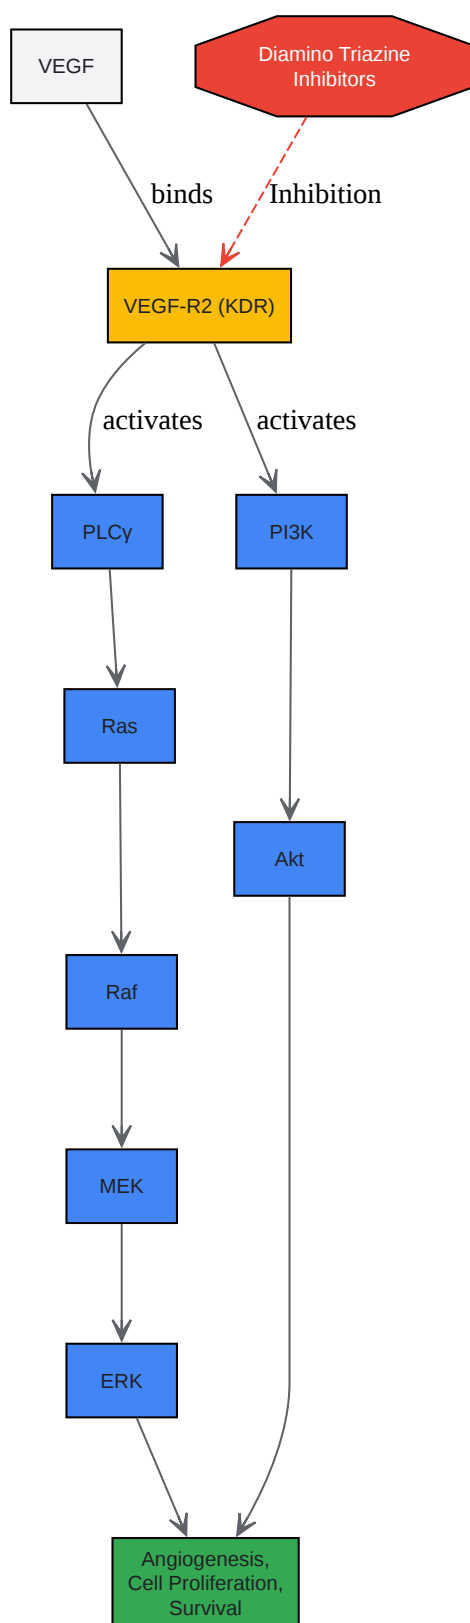 VEGF
Diamino Triazine
Inhibitors
binds
Inhibition
VEGF-R2 (KDR)
activates
activates
PLCγ
PI3K
Ras
Akt
Raf
MEK
ERK
Angiogenesis,
Cell Proliferation,
Survival